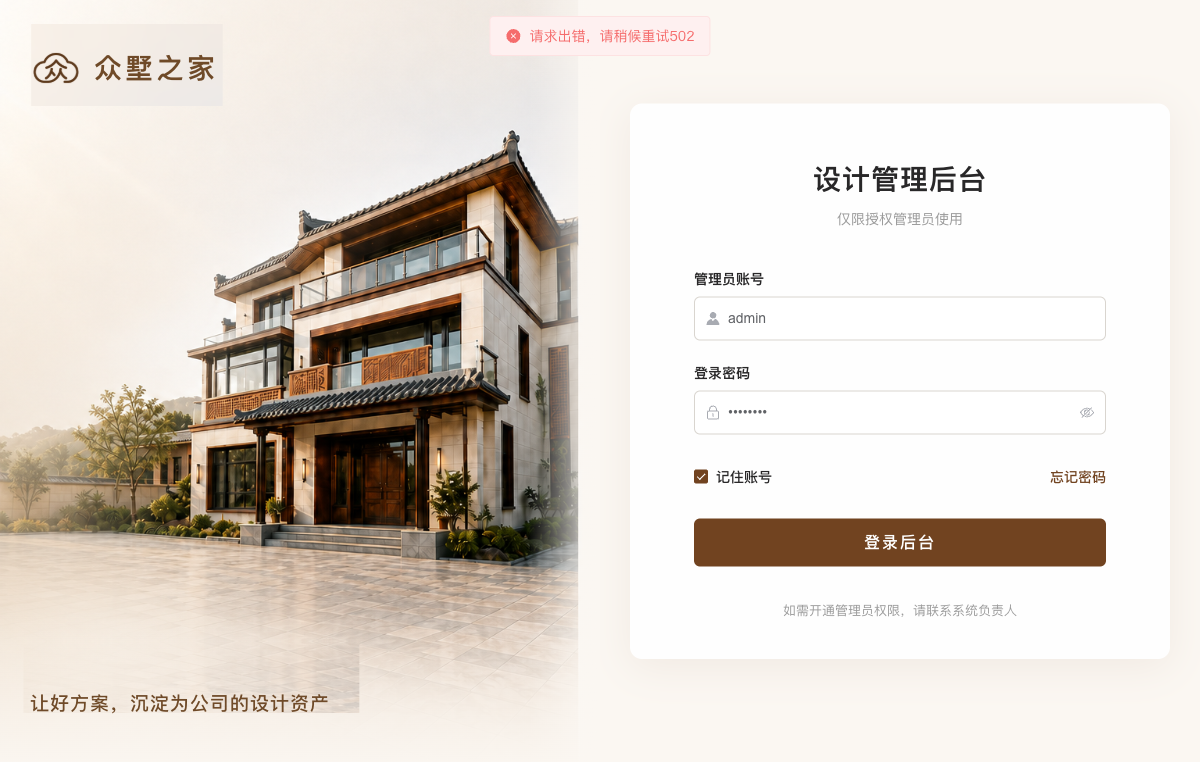 众墅之家
请求出错，请稍候重试502
设计管理后台
仅限授权管理员使用
管理员账号
admin
登录密码
••••••••
记住账号
忘记密码
登录后台
如需开通管理员权限，请联系系统负责人
让好方案，沉淀为公司的设计资产